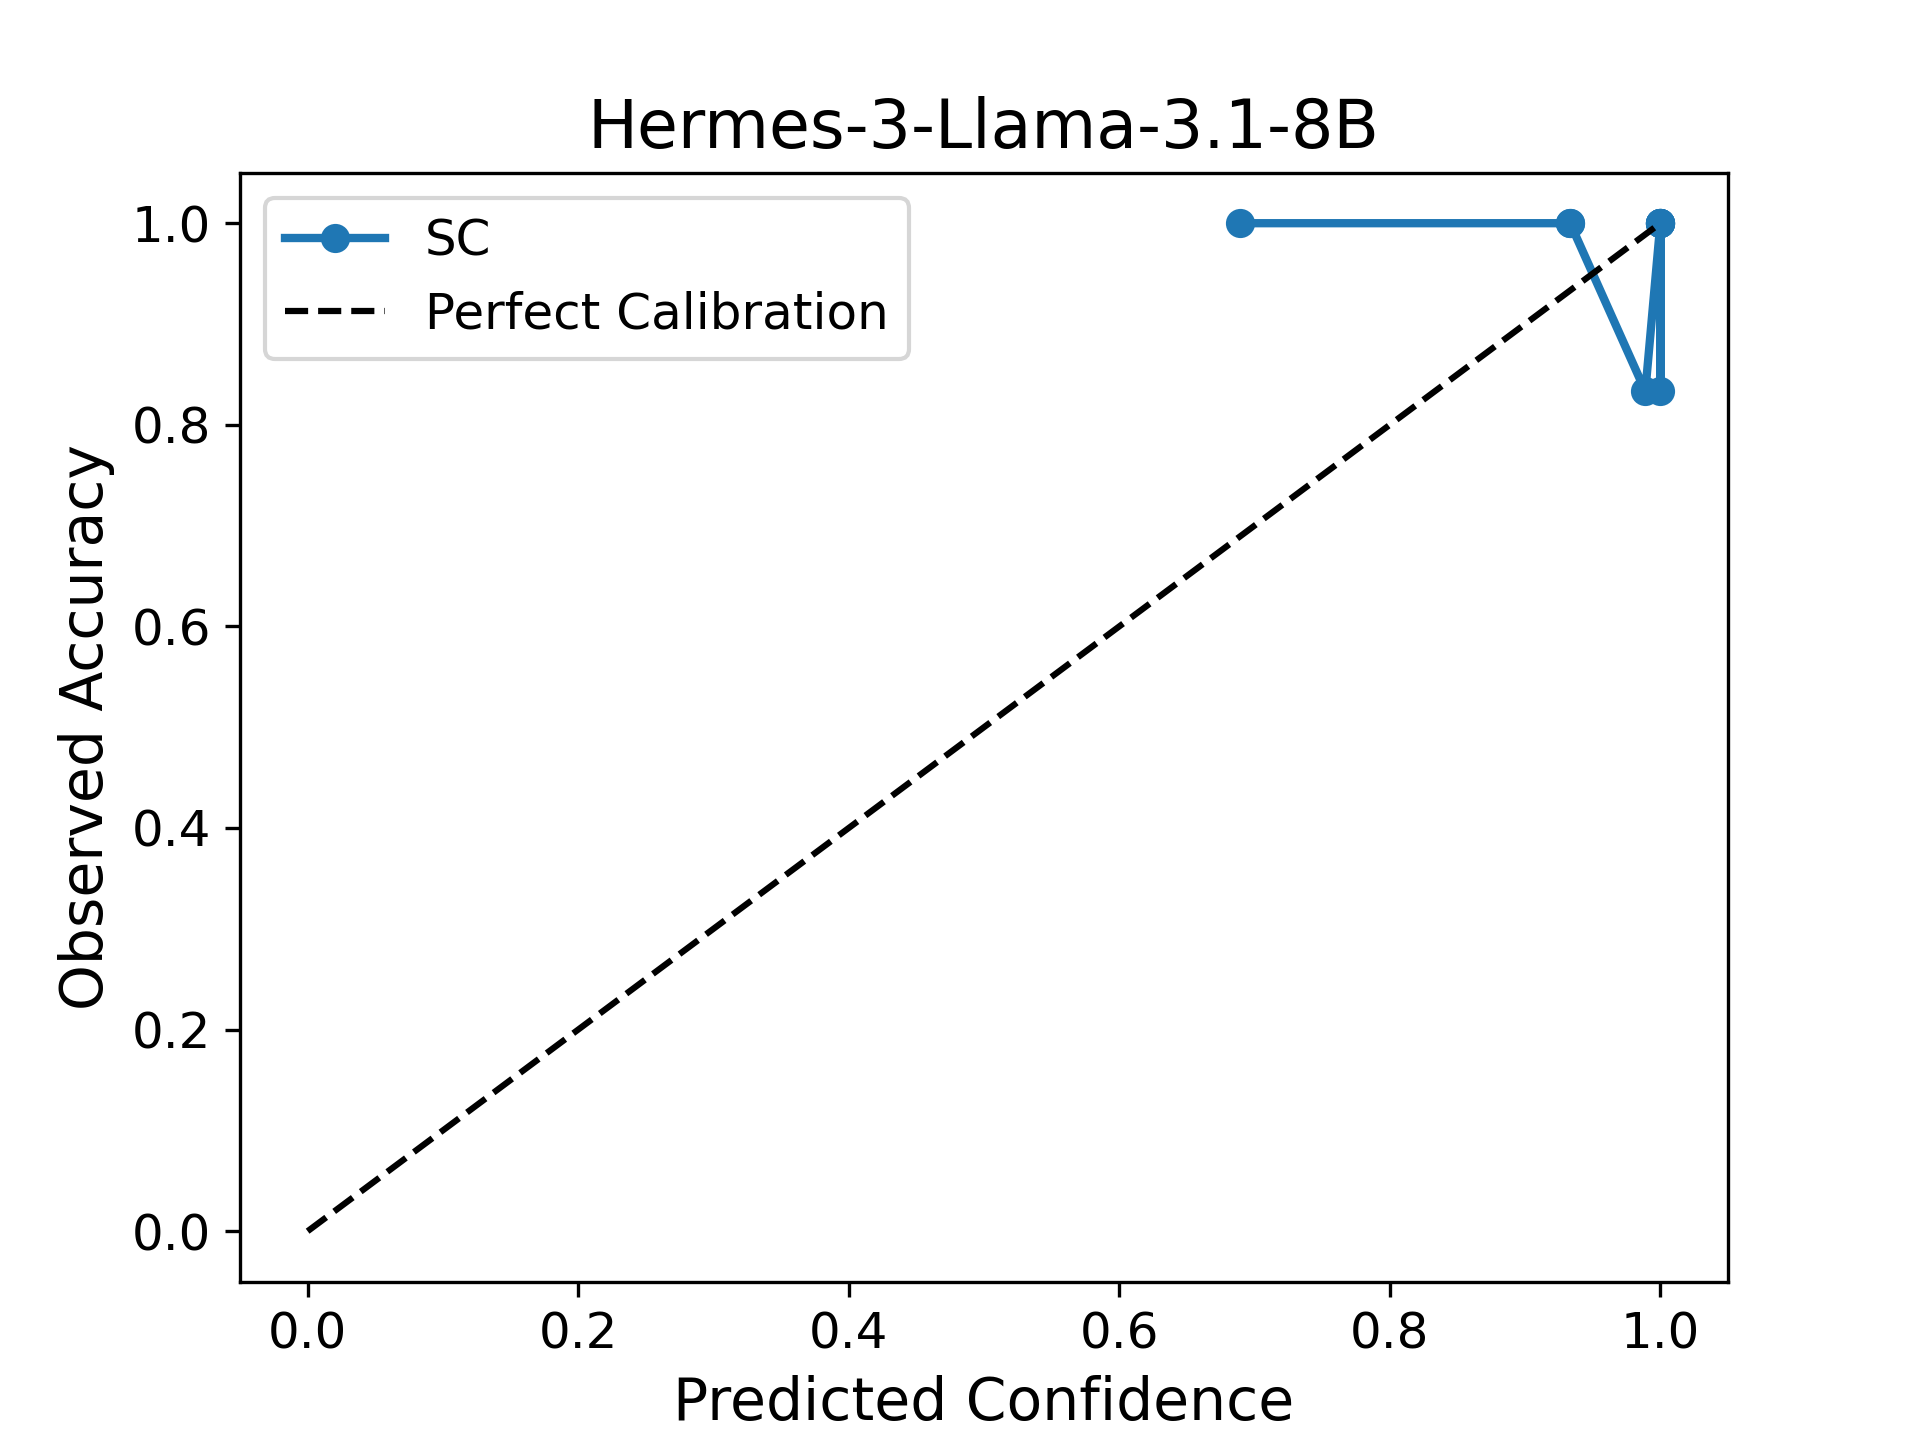 Hermes-3-Llama-3.1-8B
SC
Perfect Calibration
Observed Accuracy
1.0
0.8
0.6
0.4
0.2
0.0
0.0 0.2 0.4 0.6 0.8 1.0
Predicted Confidence